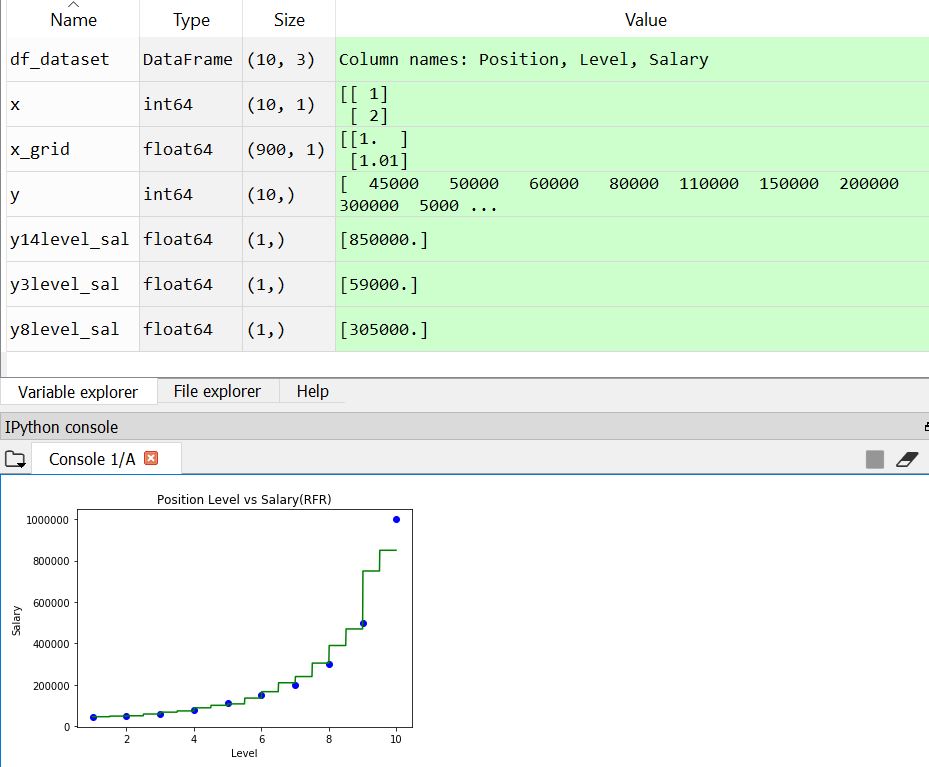 Name Type Size Value
df_dataset DataFrame (10, 3) Column names: Position, Level, Salary
x int64 (10, 1) [[ 1]
[ 2]
x_grid float64 (900, 1) [[1. ]
[1.01]
y int64 (10,) [ 45000 50000 60000 80000 110000 150000 200000
300000 5000 ...
y14level_sal float64 (1,) [850000.]
y3level_sal float64 (1,) [59000.]
y8level_sal float64 (1,) [305000.]
Variable explorer File explorer Help
IPython console
Console 1/A
Position Level vs Salary(RFR)
1000000
800000
600000
400000
200000
0
Salary
2 4 6 8 10
Level